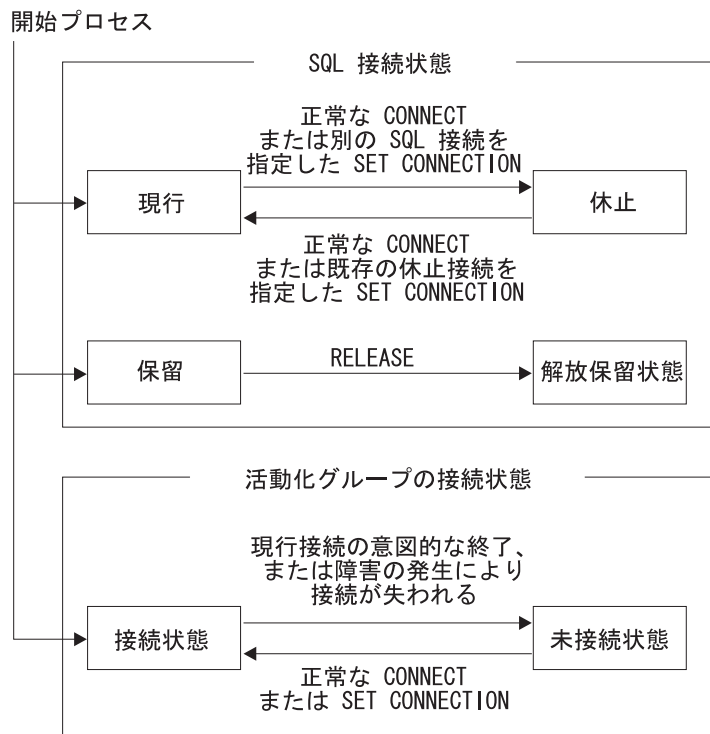 開始プロセス
SQL 接続状態
正常な CONNECT
または別の SQL 接続を
指定した SET CONNECTION
現行
休止
正常な CONNECT
または既存の休止接続を
指定した SET CONNECTION
保留
RELEASE
解放保留状態
活動化グループの接続状態
現行接続の意図的な終了、
または障害の発生により
接続が失われる
接続状態
未接続状態
正常な CONNECT
または SET CONNECTION